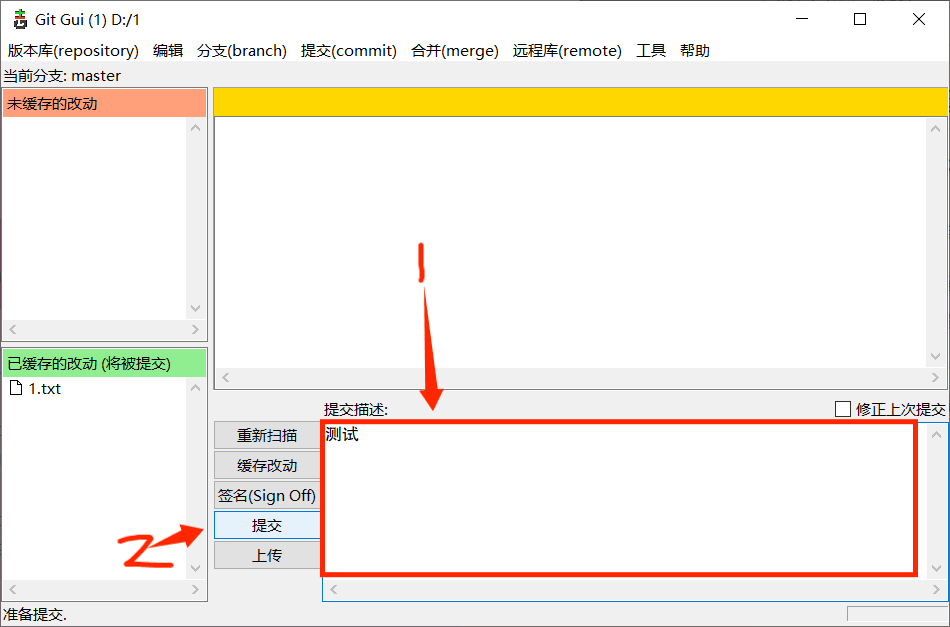 Git Gui (1) D:/1
版本库(repository) 编辑 分支(branch) 提交(commit) 合并(merge) 远程库(remote) 工具 帮助
当前分支: master
未缓存的改动
1
已缓存的改动 (将被提交)
1.txt
提交描述:
修正上次提交
测试
重新扫描
缓存改动
签名(Sign Off)
提交
2
上传
准备提交.